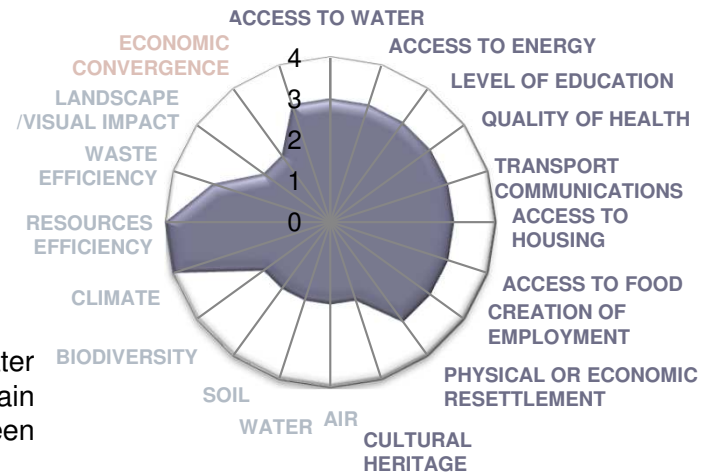 ACCESS TO WATER
ACCESS TO ENERGY
LEVEL OF EDUCATION
QUALITY OF HEALTH
TRANSPORT
COMMUNICATIONS
ACCESS TO
HOUSING
ACCESS TO FOOD
CREATION OF
EMPLOYMENT
PHYSICAL OR ECONOMIC
RESETTLEMENT
CULTURAL
HERITAGE
AIR
WATER
SOIL
BIODIVERSITY
CLIMATE
RESOURCES
EFFICIENCY
WASTE
EFFICIENCY
LANDSCAPE
/VISUAL IMPACT
ECONOMIC
CONVERGENCE
4
3
2
1
0